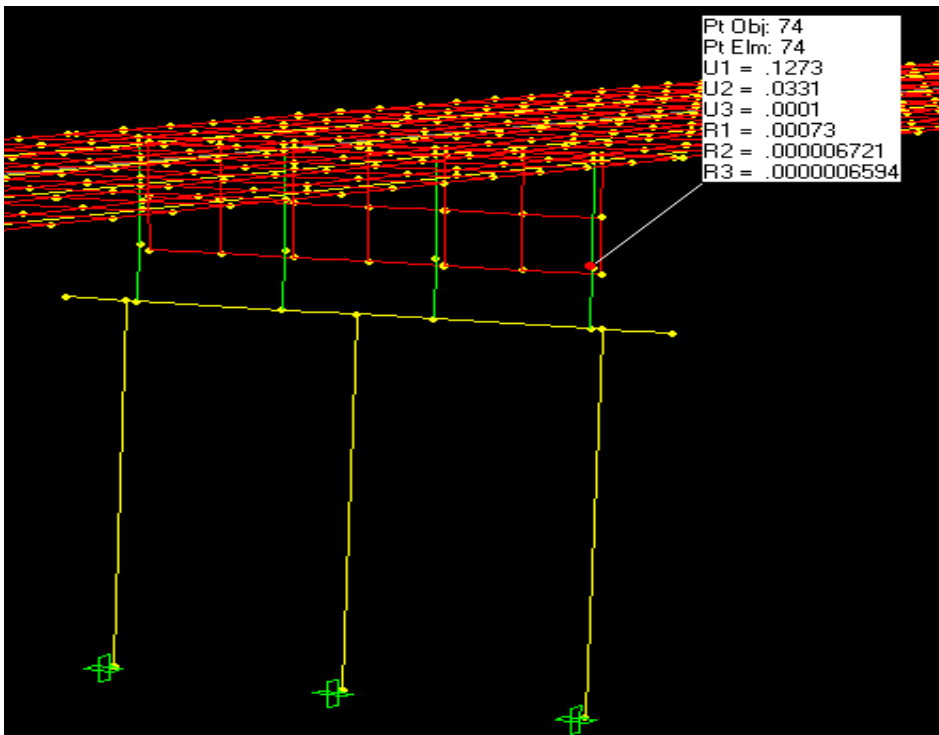 Pt Obj: 74
Pt Elm: 74
U1 = .1273
U2 = .0331
U3 = .0001
R1 = .00073
R2 = .000006721
R3 = .0000006594